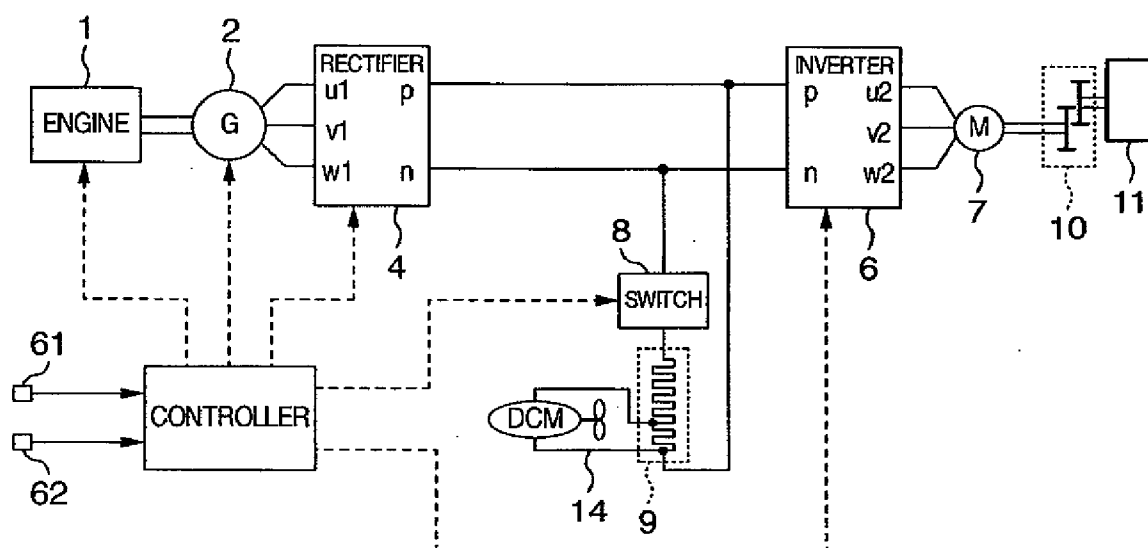 1
2
RECTIFIER
INVERTER
ENGINE
G
u1
p
v1
w1
n
p
u2
v2
n
w2
M
4
6
7
10
11
8
SWITCH
61
62
CONTROLLER
DCM
14
9